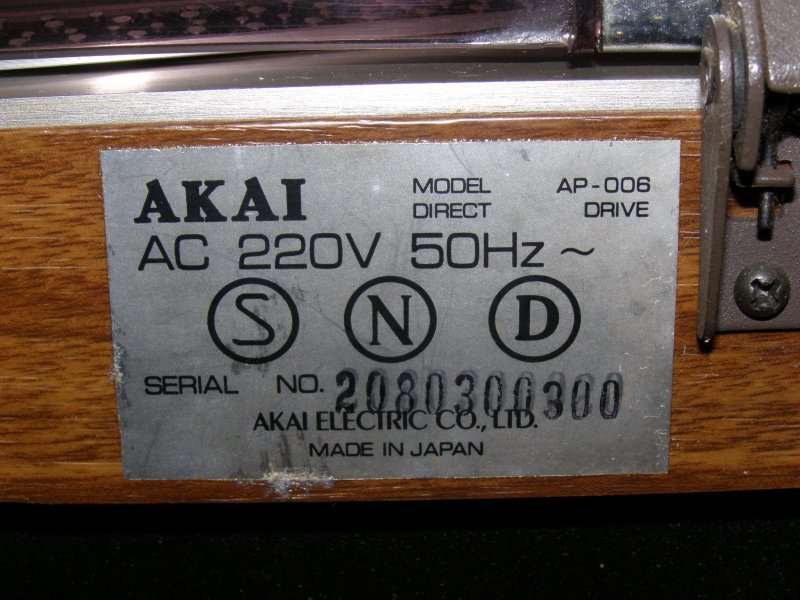 AKAI MODEL AP-006
DIRECT DRIVE
AC 220V 50Hz ~
S N D
SERIAL NO. 2080300300
AKAI ELECTRIC CO., LTD.
MADE IN JAPAN